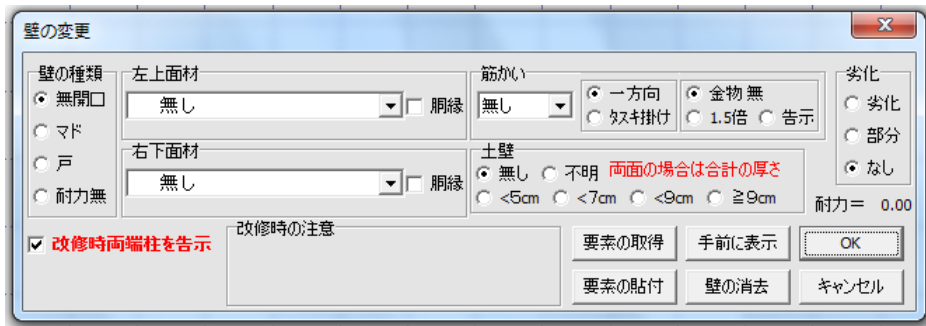 壁の変更
壁の種類
無開口
マド
戸
耐力無
左上面材
無し
胴縁
右下面材
無し
胴縁
筋かい
無し
一方向
タスキ掛け
金物 無
1.5倍 告示
土壁
無し 不明 両面の場合は合計の厚さ
<5cm <7cm <9cm ≧9cm
劣化
劣化
部分
なし
耐力＝ 0.00
改修時両端柱を告示
改修時の注意
要素の取得 手前に表示 OK
要素の貼付 壁の消去 キャンセル